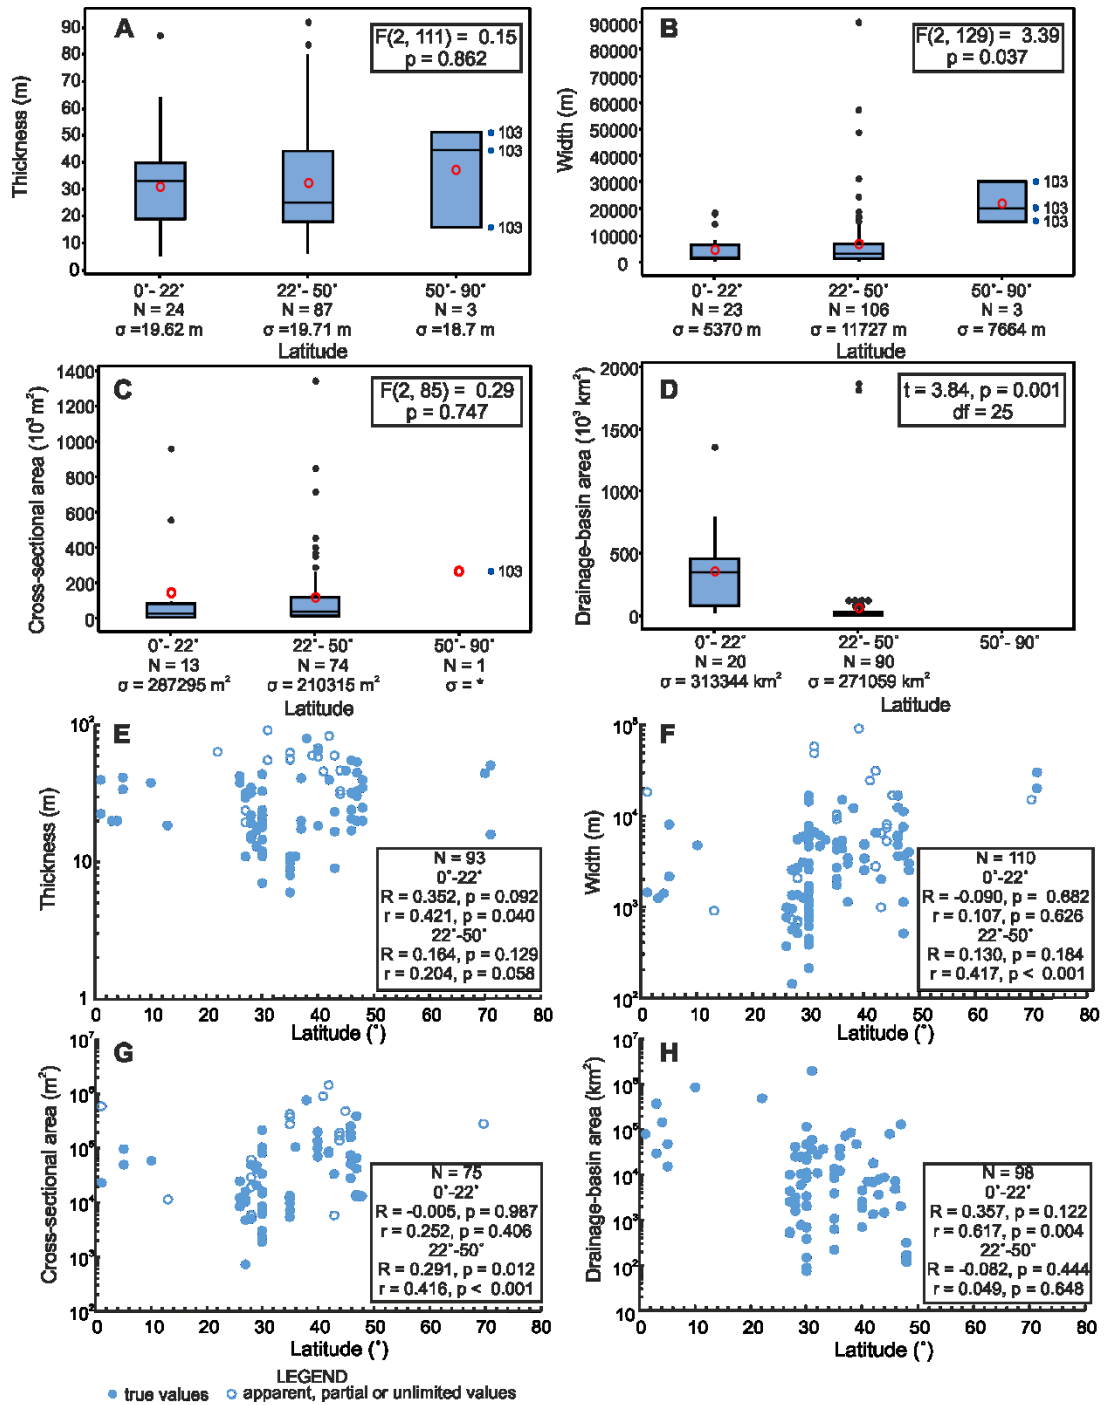 A
F(2, 111) = 0.15
p = 0.862
Thickness (m)
90
80
70
60
50
40
30
20
10
0
103
103
103
0°- 22°
22°- 50°
50°- 90°
N = 24
N = 87
N = 3
σ =19.62 m
σ =19.71 m
σ =18.7 m
Latitude
B
F(2, 129) = 3.39
p = 0.037
Width (m)
90000
80000
70000
60000
50000
40000
30000
20000
10000
0
103
103
103
0°- 22°
22°- 50°
50°- 90°
N = 23
N = 106
N = 3
σ = 5370 m
σ = 11727 m
σ = 7664 m
Latitude
C
F(2, 85) = 0.29
p = 0.747
Cross-sectional area (10³ m²)
1400
1200
1000
800
600
400
200
0
103
0°- 22°
22°- 50°
50°- 90°
N = 13
N = 74
N = 1
σ = 287295 m²
σ = 210315 m²
σ = *
Latitude
D
t = 3.84, p = 0.001
df = 25
Drainage-basin area (10³ km²)
2000
1500
1000
500
0
0°- 22°
22°- 50°
50°- 90°
N = 20
N = 90
σ = 313344 km²
σ = 271059 km²
Latitude
E
Thickness (m)
10²
10
1
N = 93
0°-22°
R = 0.352, p = 0.092
r = 0.421, p = 0.040
22°-50°
R = 0.164, p = 0.129
r = 0.204, p = 0.058
0 10 20 30 40 50 60 70 80
Latitude (°)
F
Width (m)
10⁵
10⁴
10³
10²
N = 110
0°-22°
R = -0.090, p = 0.682
r = 0.107, p = 0.626
22°-50°
R = 0.130, p = 0.184
r = 0.417, p < 0.001
0 10 20 30 40 50 60 70 80
Latitude (°)
G
Cross-sectional area (m²)
10⁷
10⁶
10⁵
10⁴
10³
10²
N = 75
0°-22°
R = -0.005, p = 0.987
r = 0.252, p = 0.406
22°-50°
R = 0.291, p = 0.012
r = 0.416, p < 0.001
0 10 20 30 40 50 60 70 80
Latitude (°)
H
Drainage-basin area (km²)
10⁷
10⁶
10⁵
10⁴
10³
10²
10
N = 98
0°-22°
R = 0.357, p = 0.122
r = 0.617, p = 0.004
22°-50°
R = -0.082, p = 0.444
r = 0.049, p = 0.648
0 10 20 30 40 50 60 70 80
Latitude (°)
LEGEND
true values
apparent, partial or unlimited values